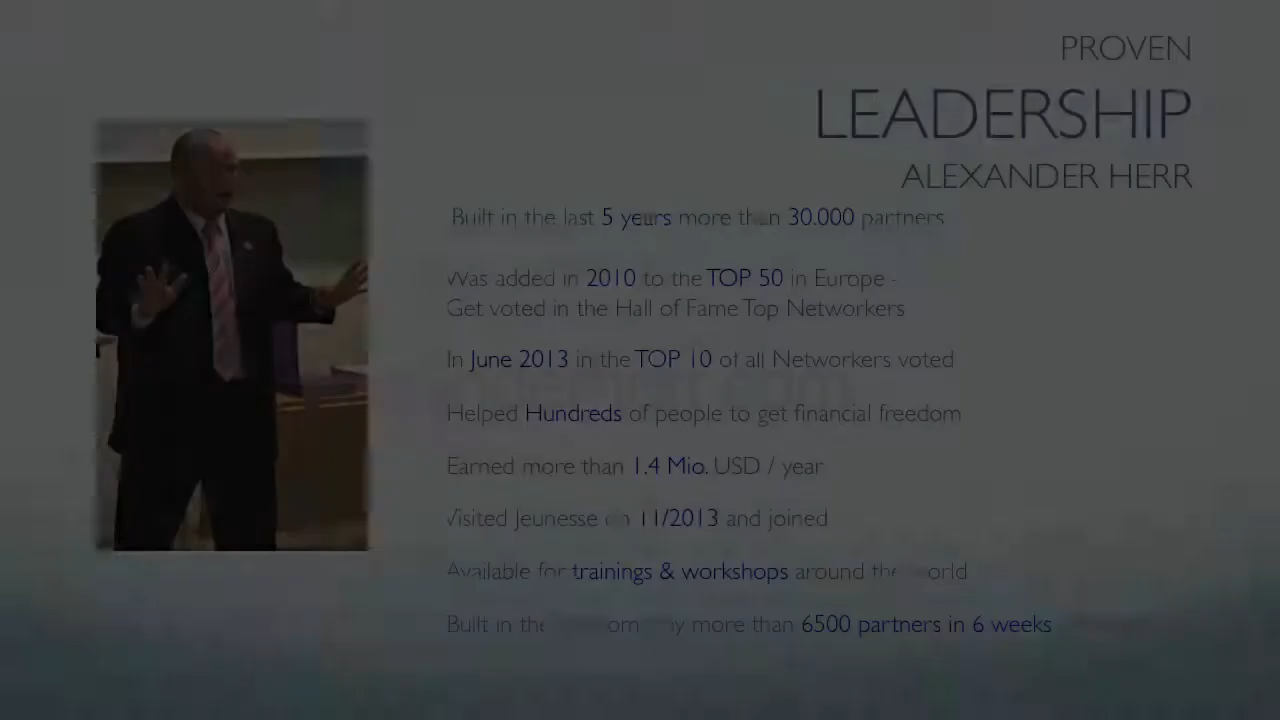 PROVEN
LEADERSHIP
ALEXANDER HERR
Built in the last 5 years more than 30.000 partners
Was added in 2010 to the TOP 50 in Europe -
Get voted in the Hall of Fame Top Networkers
In June 2013 in the TOP 10 of all Networkers voted
Helped Hundreds of people to get financial freedom
Earned more than 1.4 Mio. USD / year
Visited Jeunesse on 11/2013 and joined
Available for trainings & workshops around the world
Built in the more than 6500 partners in 6 weeks